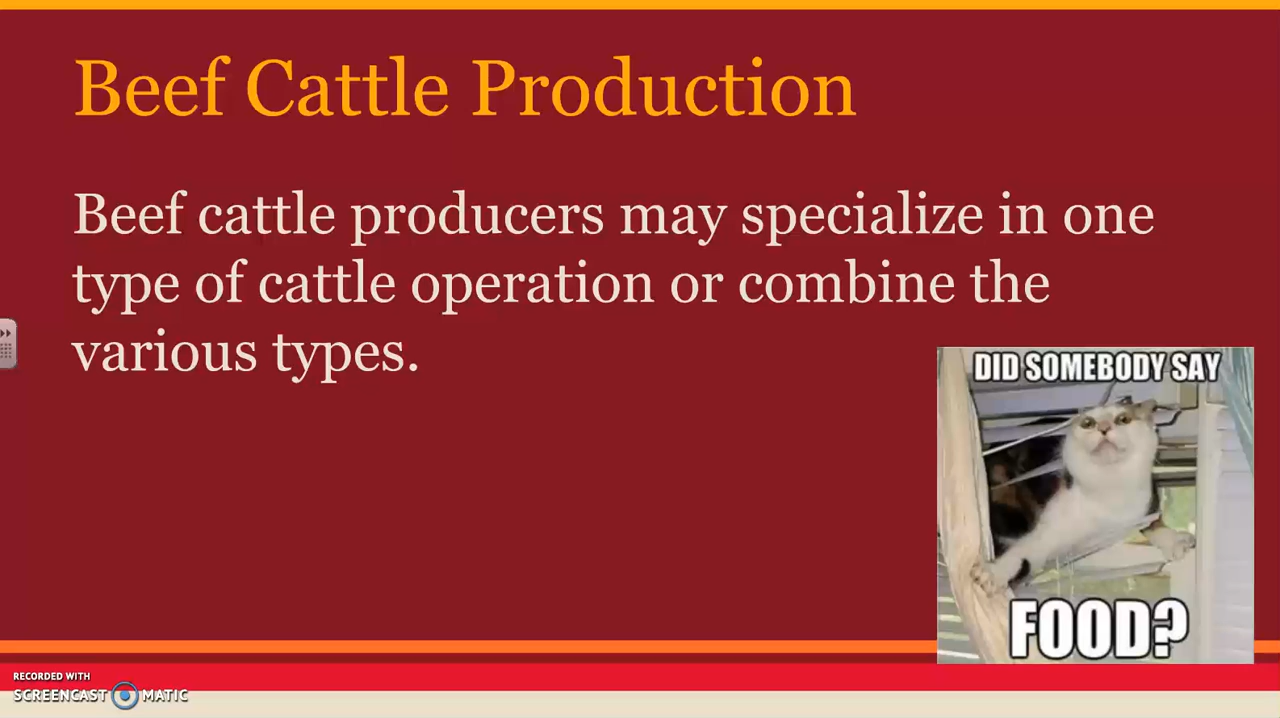 Beef Cattle Production
Beef cattle producers may specialize in one
type of cattle operation or combine the
various types.
DID SOMEBODY SAY
FOOD?
RECORDED WITH
SCREENCAST MATIC